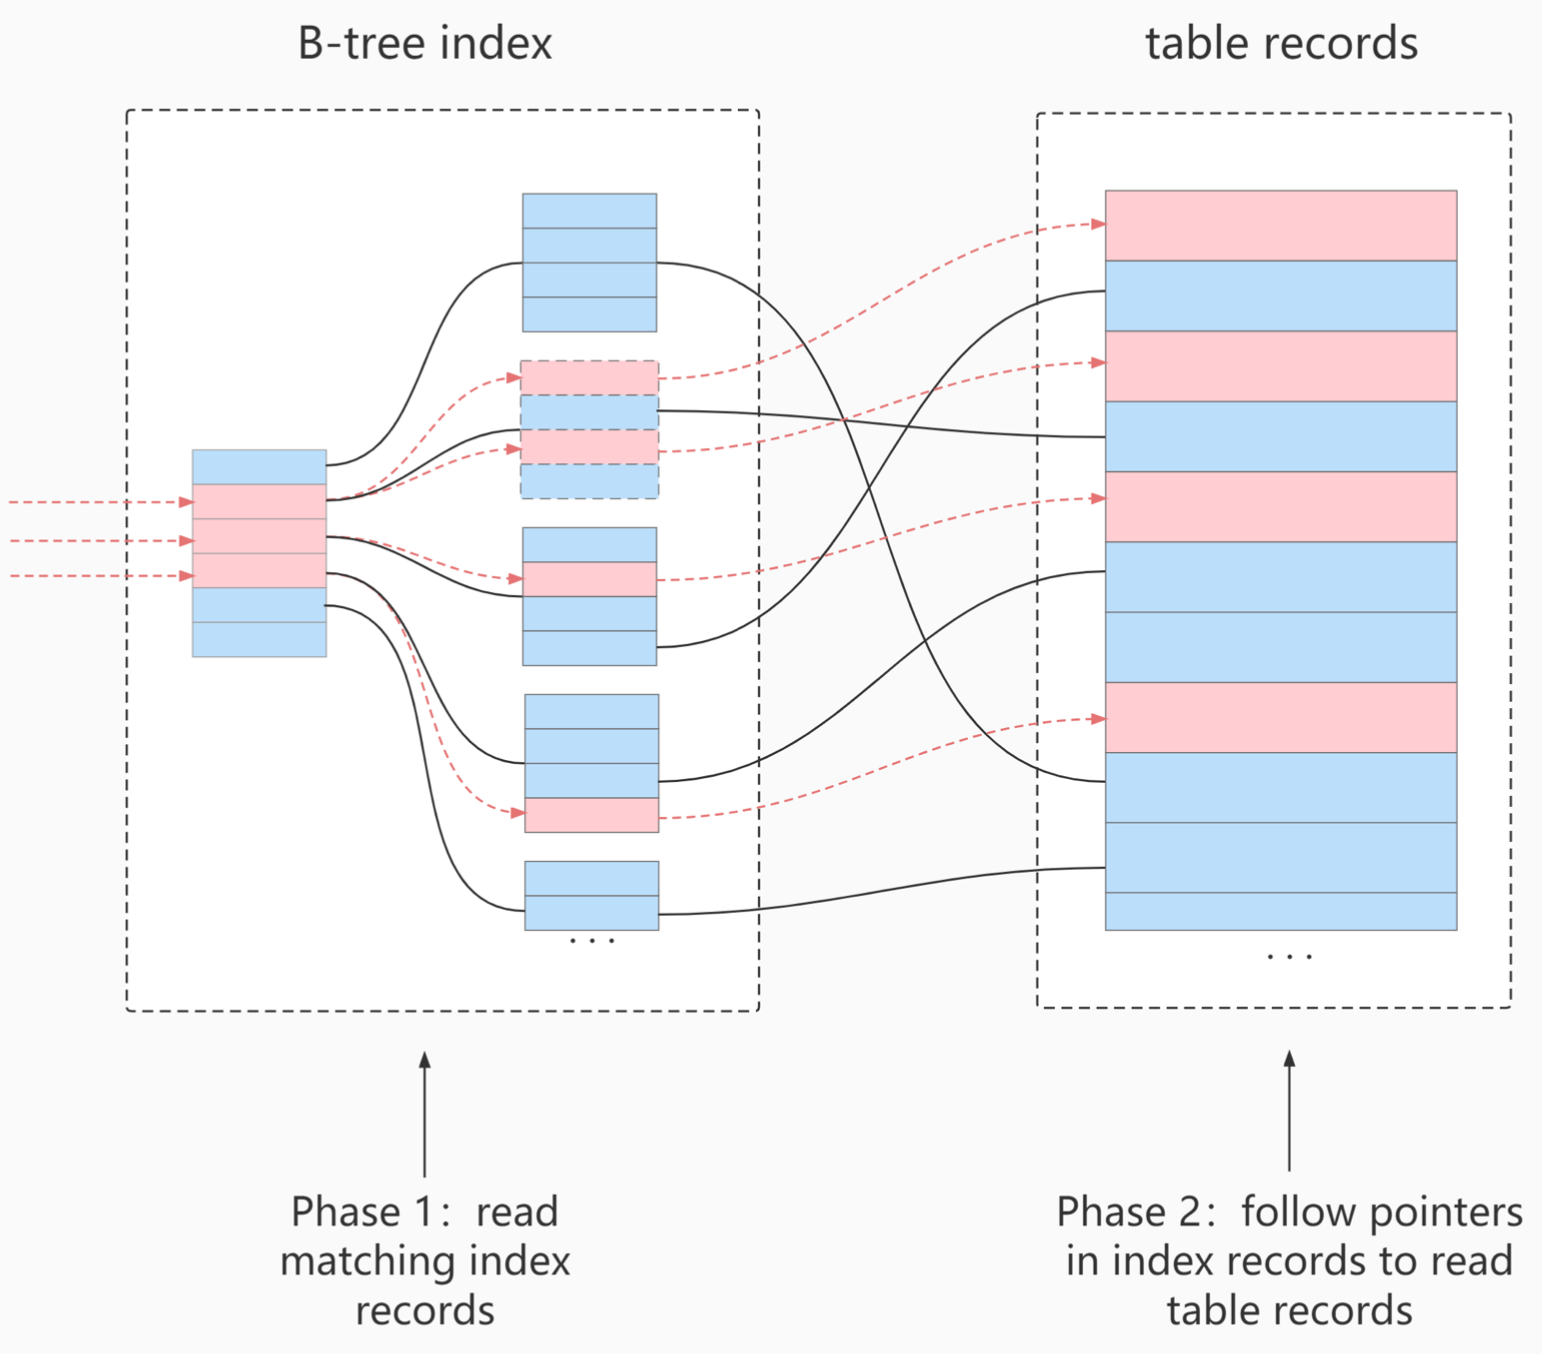 B-tree index
table records
. . .
. . .
Phase 1：read
matching index
records
Phase 2：follow pointers
in index records to read
table records